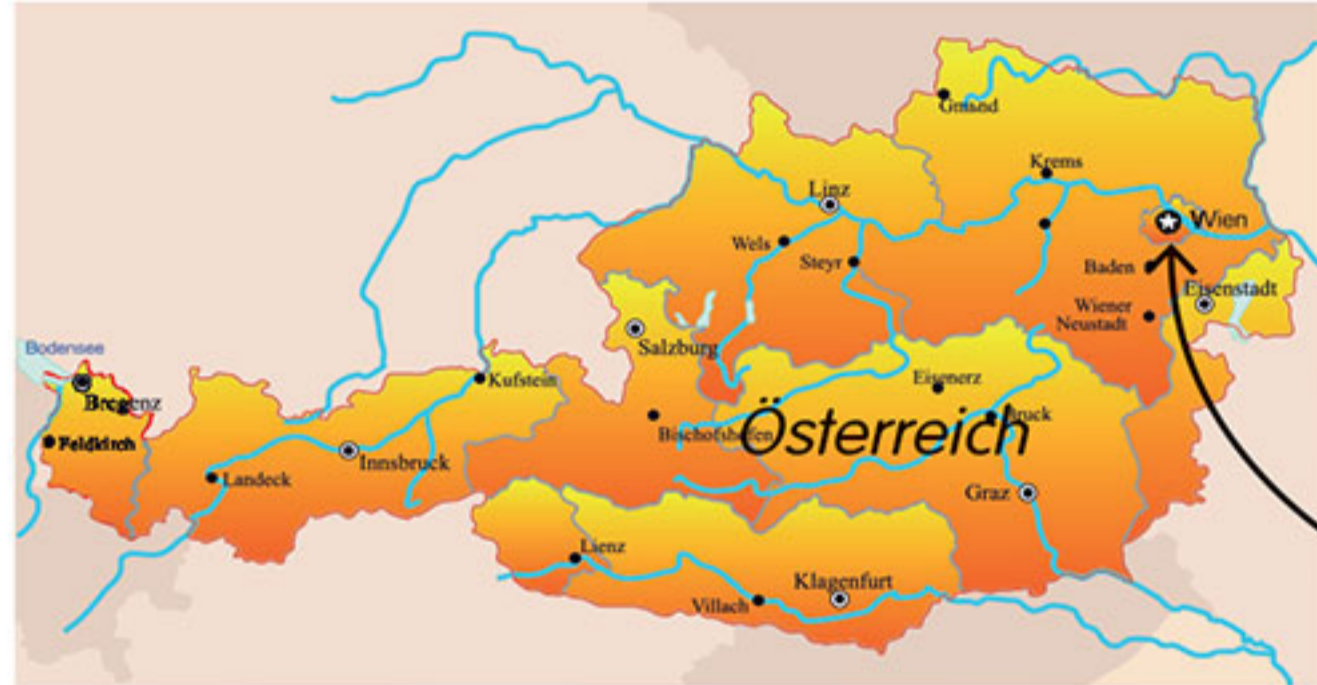 Gmünd
Krems
Linz
Wien
Wels
Steyr
Baden
Eisenstadt
Wiener
Neustadt
Salzburg
Bodensee
Bregenz
Kufstein
Eisenerz
Feldkirch
Bischofshofen
Österreich
Bruck
Innsbruck
Landeck
Graz
Lienz
Klagenfurt
Villach